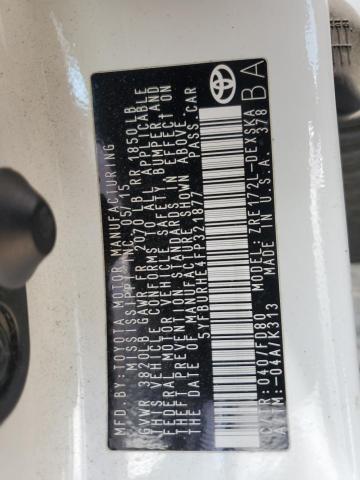 MFD. BY: TOYOTA MOTOR MANUFACTURING
MISSISSIPPI, INC. 5/15
GVWR 3820LB GAWR FR 2070LB RR 1850LB
THIS VEHICLE CONFORMS TO ALL APPLICABLE
FEDERAL MOTOR VEHICLE SAFETY, BUMPER, AND
THEFT PREVENTION STANDARDS IN EFFECT ON
THE DATE OF MANUFACTURE SHOWN ABOVE.
5YFBURHE4FP321877 PASS. CAR
C/TR: 040/FD80 MODEL: ZRE172L-DEXSKA
A/TM: -04A/K313 MADE IN U.S.A. 378
BA